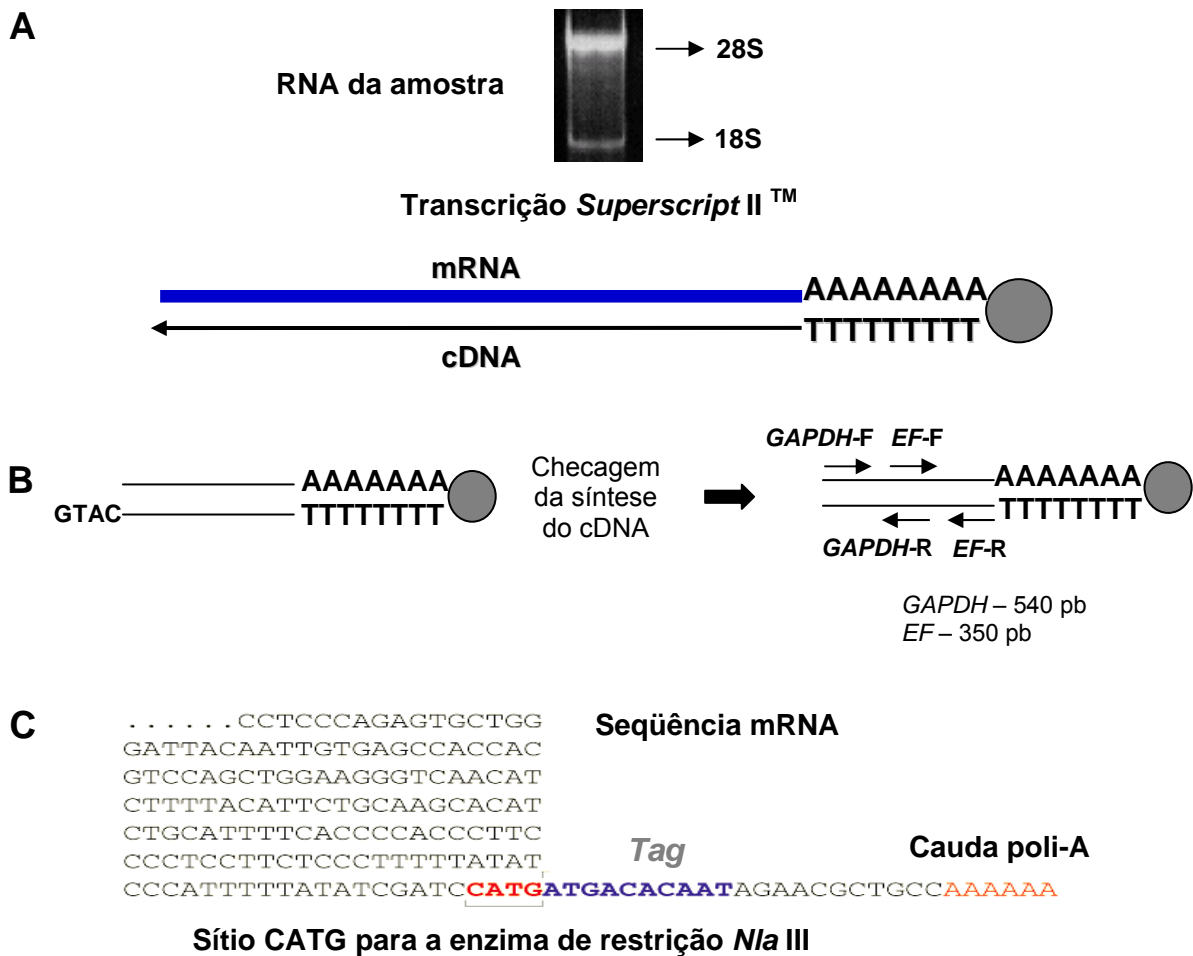 A
RNA da amostra
28S
18S
Transcrição Superscript II TM
mRNA
AAAAAAAA
TTTTTTTTT
cDNA
B
GTAC
AAAAAAA
TTTTTTTT
Checagem
da síntese
do cDNA
GAPDH-F EF-F
AAAAAAA
TTTTTTTT
GAPDH-R EF-R
GAPDH – 540 pb
EF – 350 pb
C
......CCTCCCAGAGTGCTGG
Seqüência mRNA
GATTACAATTGTGAGCCACCAC
GTCCAGCTGGAAGGGTCAACAT
CTTTTACATTCTGCAAGCACAT
CTGCATTTTCACCCCACCCTTC
CCCTCCTTCTCCCTTTTTATAT
Tag
Cauda poli-A
CCCATTTTTATATCGATCCATGATGACACAATAGAACGCTGCCAAAAAA
Sítio CATG para a enzima de restrição Nla III